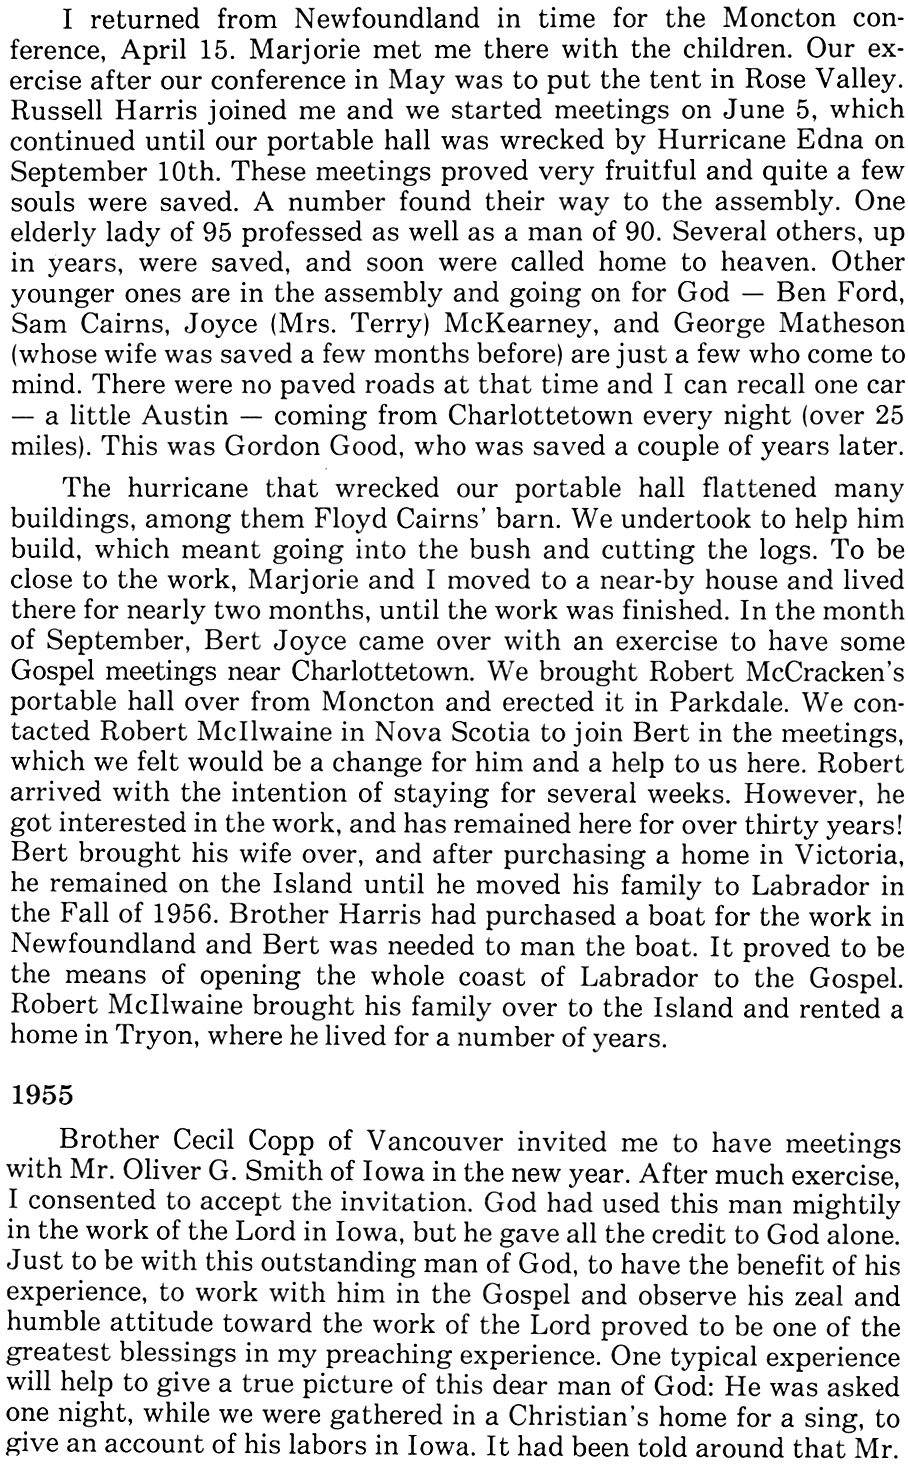 I returned from Newfoundland in time for the Moncton con-
ference, April 15. Marjorie met me there with the children. Our ex-
ercise after our conference in May was to put the tent in Rose Valley.
Russell Harris joined me and we started meetings on June 5, which
continued until our portable hall was wrecked by Hurricane Edna on
September 10th. These meetings proved very fruitful and quite a few
souls were saved. A number found their way to the assembly. One
elderly lady of 95 professed as well as a man of 90. Several others, up
in years, were saved, and soon were called home to heaven. Other
younger ones are in the assembly and going on for God — Ben Ford,
Sam Cairns, Joyce (Mrs. Terry) McKearney, and George Matheson
(whose wife was saved a few months before) are just a few who come to
mind. There were no paved roads at that time and I can recall one car
— a little Austin — coming from Charlottetown every night (over 25
miles). This was Gordon Good, who was saved a couple of years later.
The hurricane that wrecked our portable hall flattened many
buildings, among them Floyd Cairns' barn. We undertook to help him
build, which meant going into the bush and cutting the logs. To be
close to the work, Marjorie and I moved to a near-by house and lived
there for nearly two months, until the work was finished. In the month
of September, Bert Joyce came over with an exercise to have some
Gospel meetings near Charlottetown. We brought Robert McCracken's
portable hall over from Moncton and erected it in Parkdale. We con-
tacted Robert McIlwaine in Nova Scotia to join Bert in the meetings,
which we felt would be a change for him and a help to us here. Robert
arrived with the intention of staying for several weeks. However, he
got interested in the work, and has remained here for over thirty years!
Bert brought his wife over, and after purchasing a home in Victoria,
he remained on the Island until he moved his family to Labrador in
the Fall of 1956. Brother Harris had purchased a boat for the work in
Newfoundland and Bert was needed to man the boat. It proved to be
the means of opening the whole coast of Labrador to the Gospel.
Robert McIlwaine brought his family over to the Island and rented a
home in Tryon, where he lived for a number of years.
1955
Brother Cecil Copp of Vancouver invited me to have meetings
with Mr. Oliver G. Smith of Iowa in the new year. After much exercise,
I consented to accept the invitation. God had used this man mightily
in the work of the Lord in Iowa, but he gave all the credit to God alone.
Just to be with this outstanding man of God, to have the benefit of his
experience, to work with him in the Gospel and observe his zeal and
humble attitude toward the work of the Lord proved to be one of the
greatest blessings in my preaching experience. One typical experience
will help to give a true picture of this dear man of God: He was asked
one night, while we were gathered in a Christian's home for a sing, to
give an account of his labors in Iowa. It had been told around that Mr.